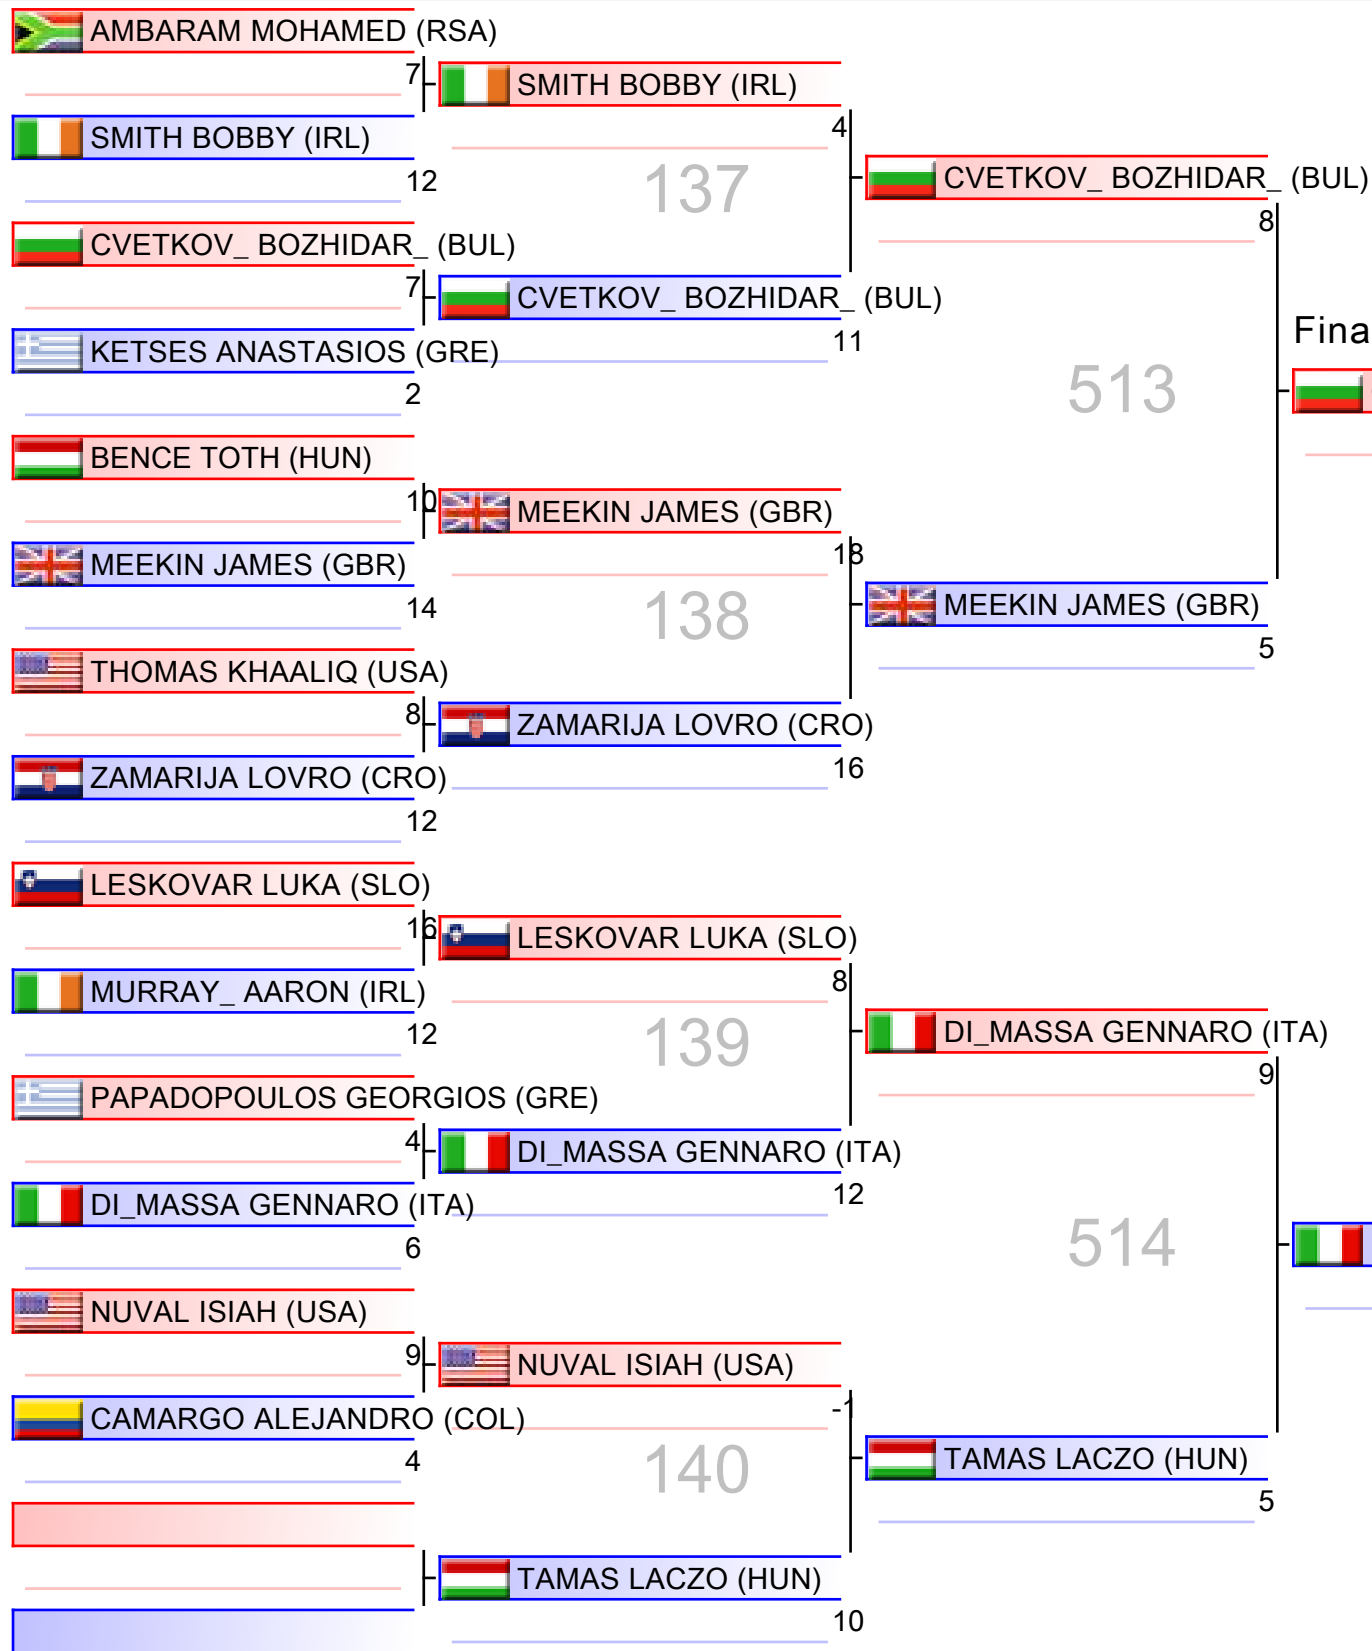 AMBARAM MOHAMED (RSA)
7
SMITH BOBBY (IRL)
12
CVETKOV_ BOZHIDAR_ (BUL)
7
KETSES ANASTASIOS (GRE)
2
BENCE TOTH (HUN)
10
MEEKIN JAMES (GBR)
14
THOMAS KHAALIQ (USA)
8
ZAMARIJA LOVRO (CRO)
12
LESKOVAR LUKA (SLO)
16
MURRAY_ AARON (IRL)
12
PAPADOPOULOS GEORGIOS (GRE)
4
DI_MASSA GENNARO (ITA)
6
NUVAL ISIAH (USA)
9
CAMARGO ALEJANDRO (COL)
4
SMITH BOBBY (IRL)
4
137
CVETKOV_ BOZHIDAR_ (BUL)
11
MEEKIN JAMES (GBR)
18
138
ZAMARIJA LOVRO (CRO)
16
LESKOVAR LUKA (SLO)
8
139
DI_MASSA GENNARO (ITA)
12
NUVAL ISIAH (USA)
-1
140
TAMAS LACZO (HUN)
10
CVETKOV_ BOZHIDAR_ (BUL)
8
513
MEEKIN JAMES (GBR)
5
DI_MASSA GENNARO (ITA)
9
514
TAMAS LACZO (HUN)
5
Fina